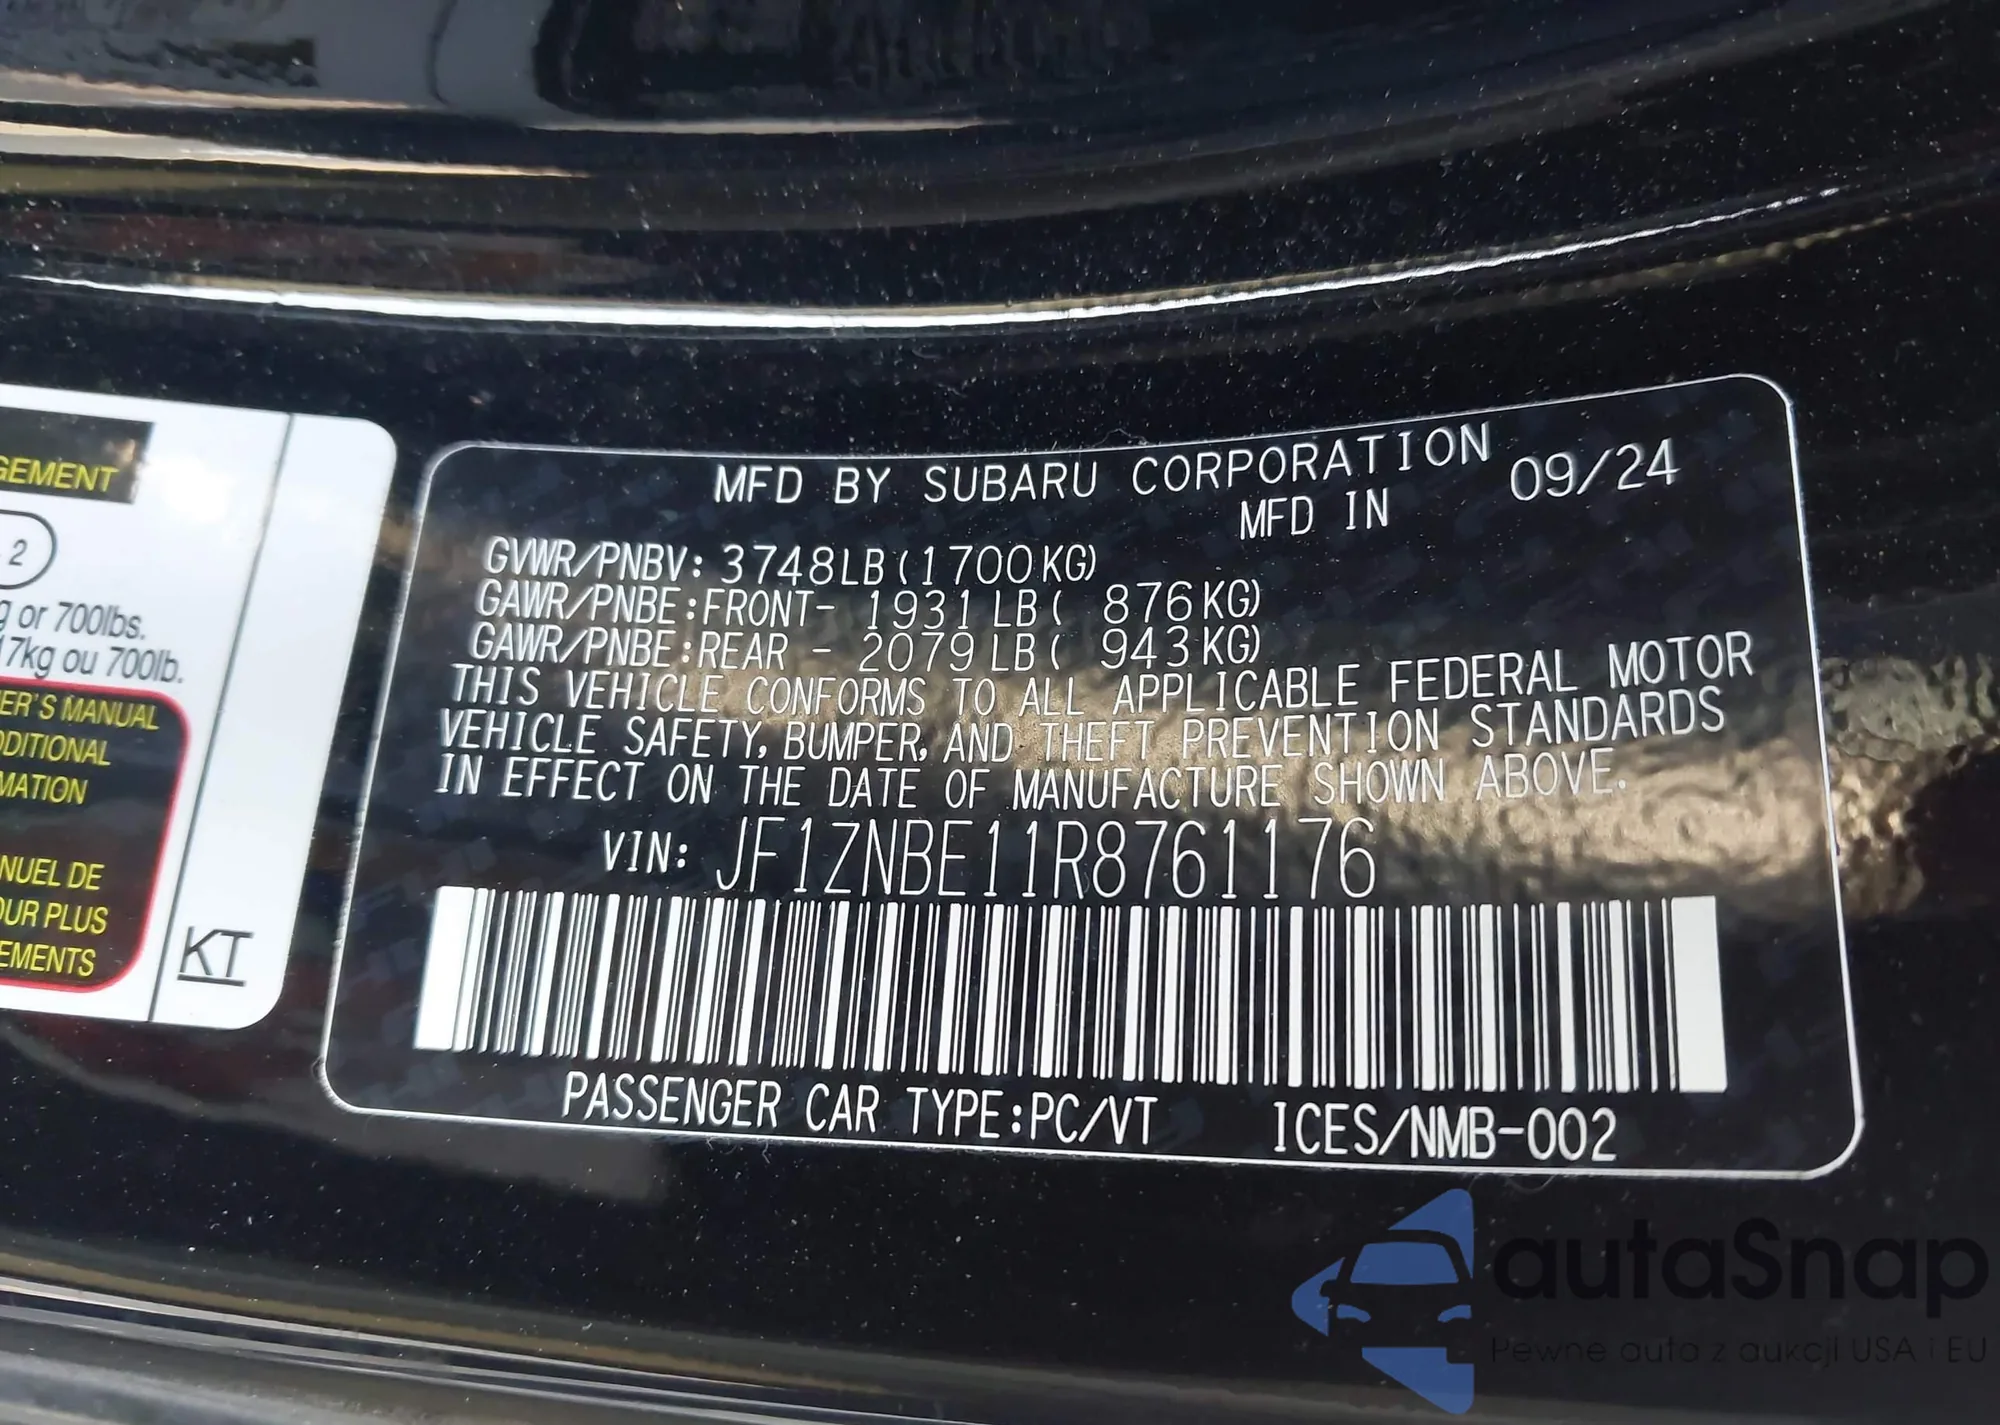 GEMENT
2
g or 700lbs.
17kg ou 700lb.
ER'S MANUAL
DDITIONAL
MATION
NUEL DE
OUR PLUS
EMENTS
KT
MFD BY SUBARU CORPORATION 09/24
MFD IN
GVWR/PNBV: 3748LB(1700KG)
GAWR/PNBE:FRONT- 1931LB( 876KG)
GAWR/PNBE:REAR - 2079LB( 943KG)
THIS VEHICLE CONFORMS TO ALL APPLICABLE FEDERAL MOTOR
VEHICLE SAFETY, BUMPER, AND THEFT PREVENTION STANDARDS
IN EFFECT ON THE DATE OF MANUFACTURE SHOWN ABOVE.
VIN: JF1ZNBE11R8761176
PASSENGER CAR TYPE:PC/VT ICES/NMB-002
autaSnap
Pewne auta z aukcji USA i EU